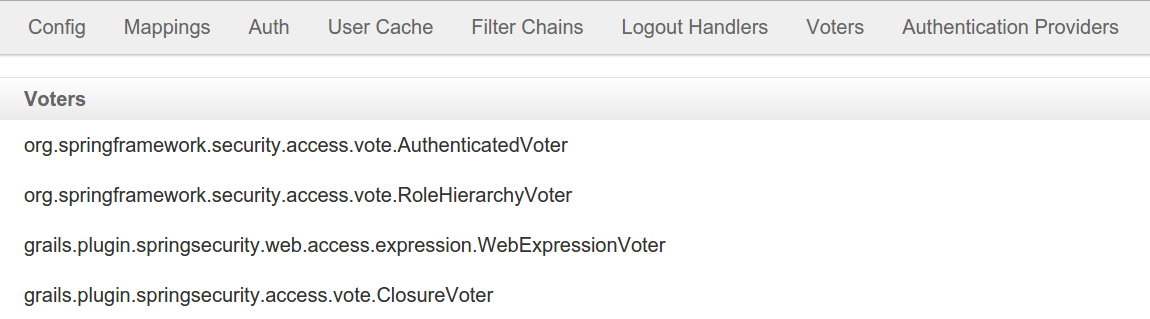 Config Mappings Auth User Cache Filter Chains Logout Handlers Voters Authentication Providers
Voters
org.springframework.security.access.vote.AuthenticatedVoter
org.springframework.security.access.vote.RoleHierarchyVoter
grails.plugin.springsecurity.web.access.expression.WebExpressionVoter
grails.plugin.springsecurity.access.vote.ClosureVoter